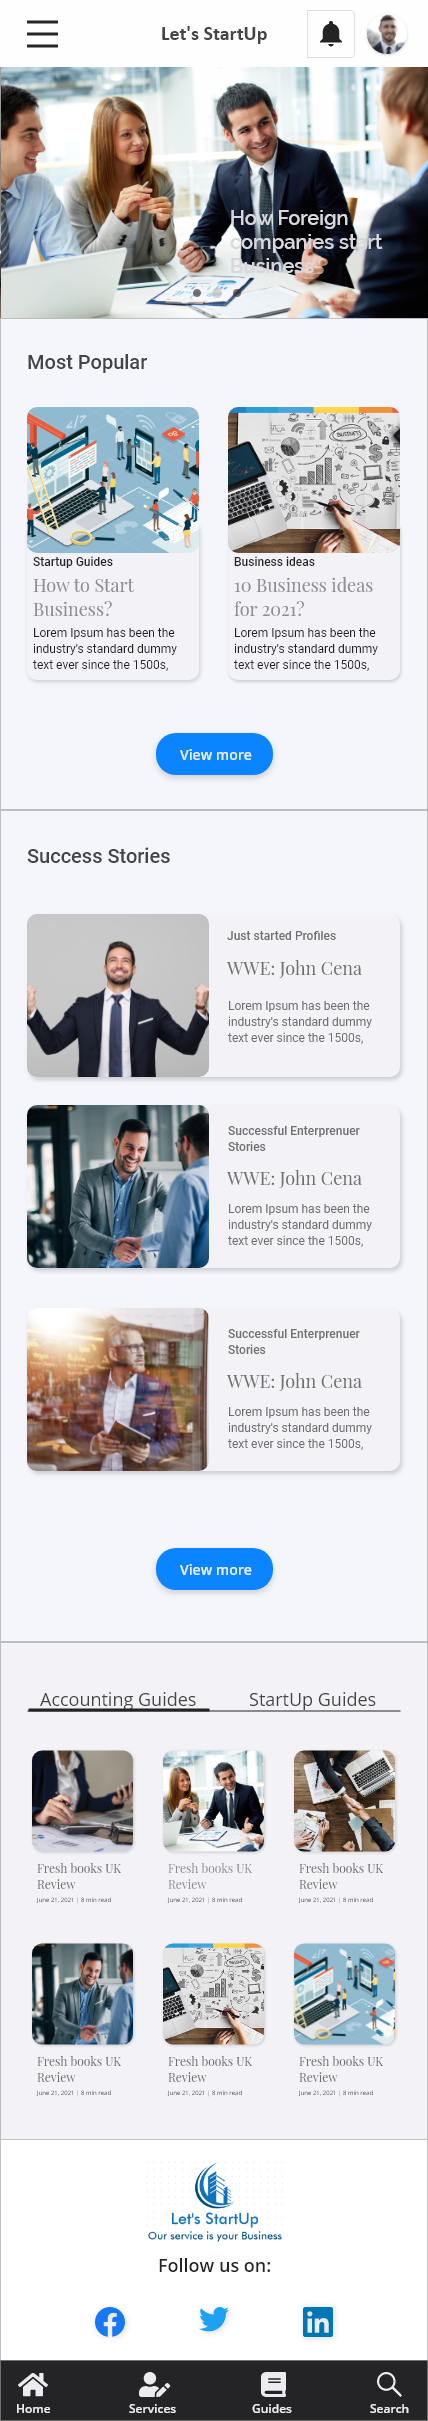 Let's StartUp
How Foreign
companies start
Business
Most Popular
Startup Guides
How to Start
Business?
Lorem Ipsum has been the
industry's standard dummy
text ever since the 1500s,
BUSINESS
Business ideas
10 Business ideas
for 2021?
Lorem Ipsum has been the
industry's standard dummy
text ever since the 1500s,
View more
Success Stories
Just started Profiles
WWE: John Cena
Lorem Ipsum has been the
industry's standard dummy
text ever since the 1500s,
Successful Enterprenuer
Stories
WWE: John Cena
Lorem Ipsum has been the
industry's standard dummy
text ever since the 1500s,
Successful Enterprenuer
Stories
WWE: John Cena
Lorem Ipsum has been the
industry's standard dummy
text ever since the 1500s,
View more
Accounting Guides
StartUp Guides
Fresh books UK
Review
June 21, 2021 | 8 min read
Fresh books UK
Review
June 21, 2021 | 8 min read
Fresh books UK
Review
June 21, 2021 | 8 min read
Fresh books UK
Review
June 21, 2021 | 8 min read
Fresh books UK
Review
June 21, 2021 | 8 min read
Fresh books UK
Review
June 21, 2021 | 8 min read
Let's StartUp
Our service is your Business
Follow us on:
Home
Services
Guides
Search